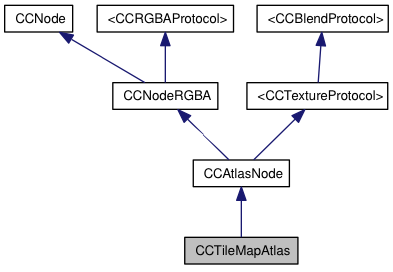 CCNode
<CCRGBAProtocol>
<CCBlendProtocol>
CCNodeRGBA
<CCTextureProtocol>
CCAtlasNode
CCTileMapAtlas